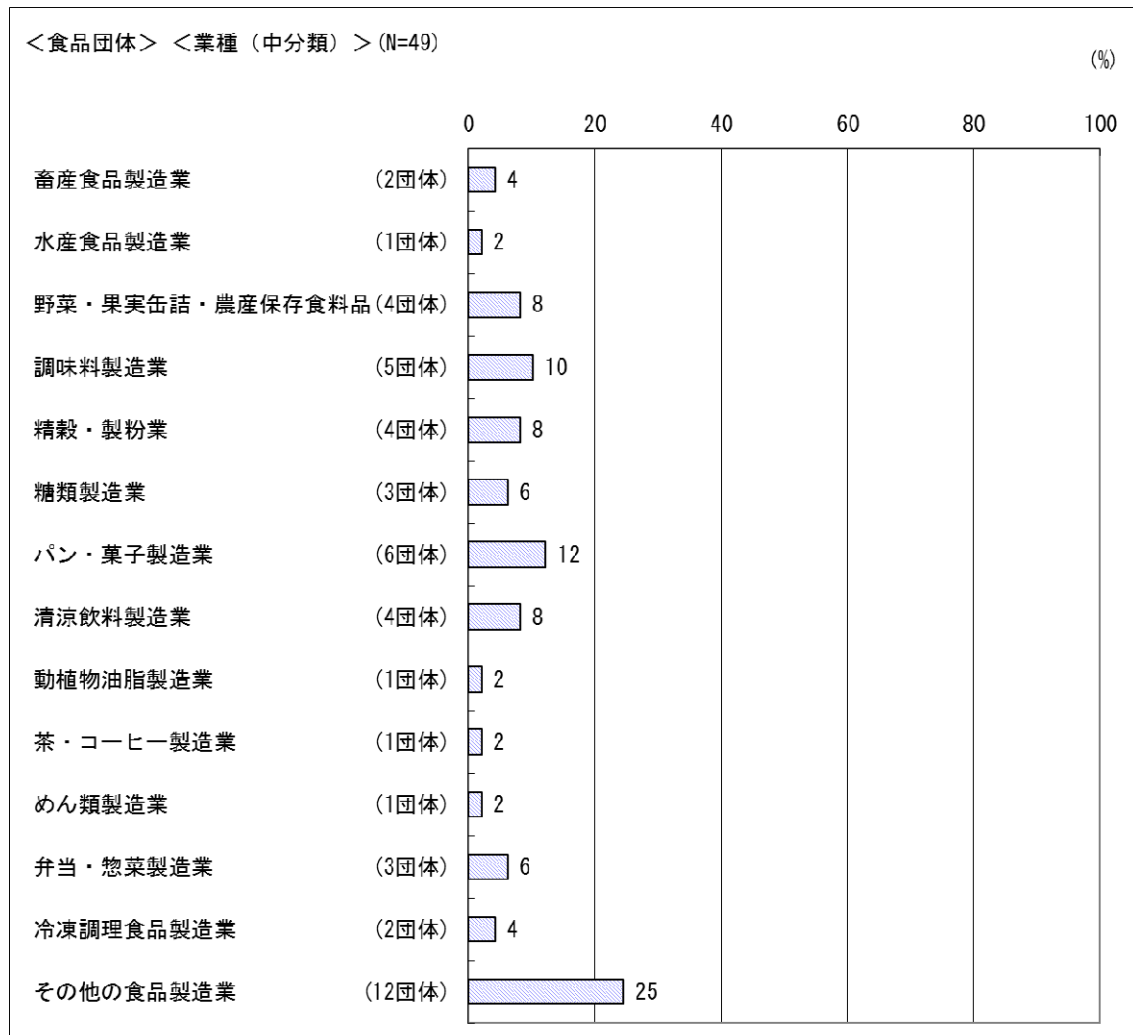 ＜食品団体＞ ＜業種（中分類）＞(N=49)
(%)
0 20 40 60 80 100
畜産食品製造業 (2団体) 4
水産食品製造業 (1団体) 2
野菜・果実缶詰・農産保存食料品(4団体) 8
調味料製造業 (5団体) 10
精穀・製粉業 (4団体) 8
糖類製造業 (3団体) 6
パン・菓子製造業 (6団体) 12
清涼飲料製造業 (4団体) 8
動植物油脂製造業 (1団体) 2
茶・コーヒー製造業 (1団体) 2
めん類製造業 (1団体) 2
弁当・惣菜製造業 (3団体) 6
冷凍調理食品製造業 (2団体) 4
その他の食品製造業 (12団体) 25